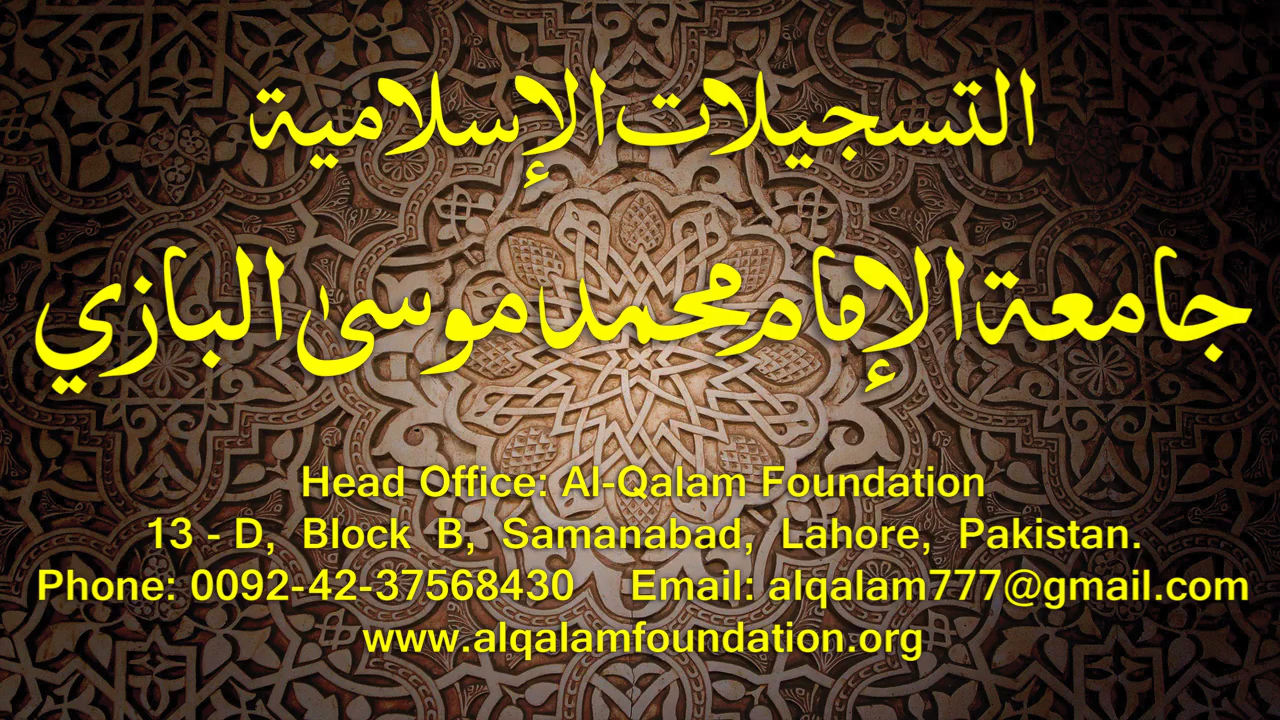 التسجيلات الإسلامية
جامعة الإمام محمد موسىٰ البازي
Head Office: Al-Qalam Foundation
13 - D, Block B, Samanabad, Lahore, Pakistan.
Phone: 0092-42-37568430 Email: alqalam777@gmail.com
www.alqalamfoundation.org